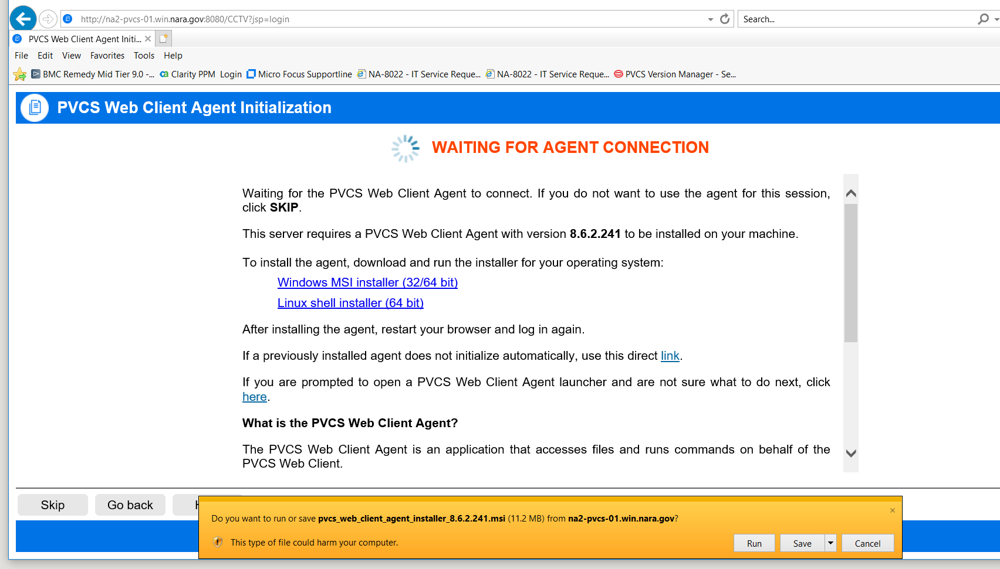 http://na2-pvcs-01.win.nara.gov:8080/CCTV?jsp=login
Search...
PVCS Web Client Agent Initi...
File Edit View Favorites Tools Help
BMC Remedy Mid Tier 9.0 -... Clarity PPM Login Micro Focus Supportline NA-8022 - IT Service Reque... NA-8022 - IT Service Reque... PVCS Version Manager - Se...
PVCS Web Client Agent Initialization
WAITING FOR AGENT CONNECTION
Waiting for the PVCS Web Client Agent to connect. If you do not want to use the agent for this session,
click SKIP.
This server requires a PVCS Web Client Agent with version 8.6.2.241 to be installed on your machine.
To install the agent, download and run the installer for your operating system:
Windows MSI installer (32/64 bit)
Linux shell installer (64 bit)
After installing the agent, restart your browser and log in again.
If a previously installed agent does not initialize automatically, use this direct link.
If you are prompted to open a PVCS Web Client Agent launcher and are not sure what to do next, click
here.
What is the PVCS Web Client Agent?
The PVCS Web Client Agent is an application that accesses files and runs commands on behalf of the
PVCS Web Client.
Skip Go back
Do you want to run or save pvcs_web_client_agent_installer_8.6.2.241.msi (11.2 MB) from na2-pvcs-01.win.nara.gov?
This type of file could harm your computer.
Run Save Cancel